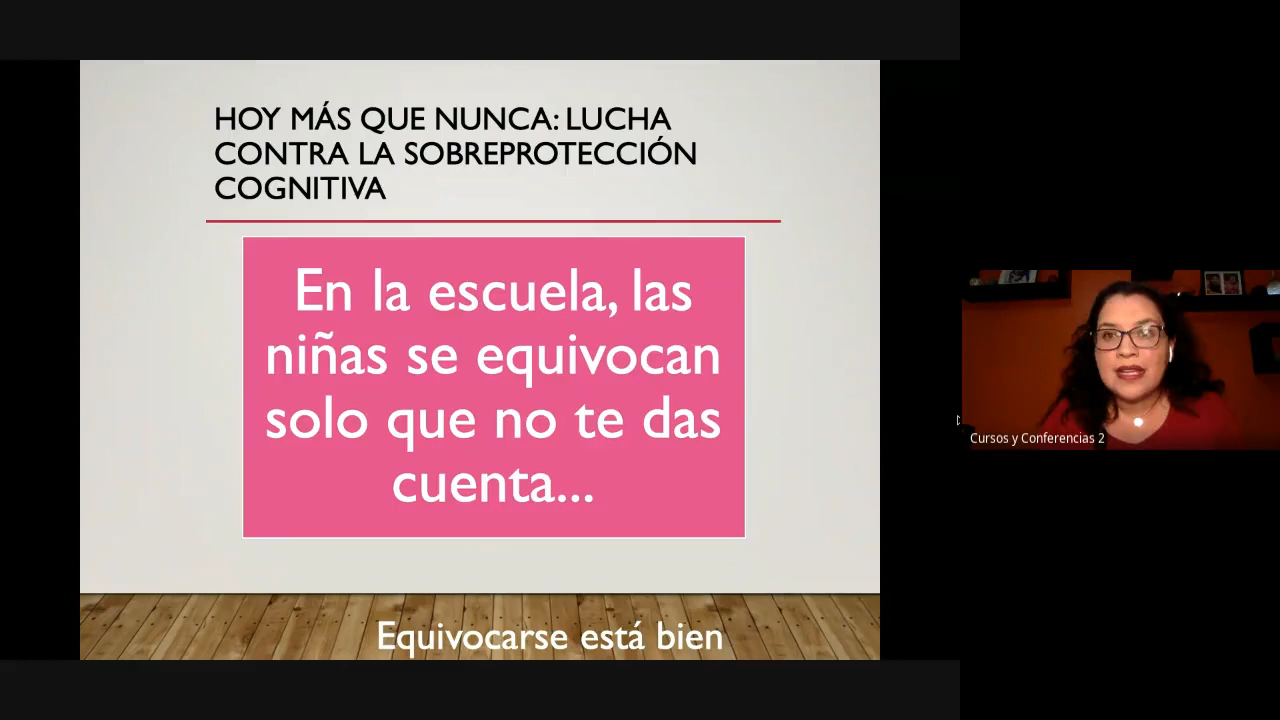 HOY MÁS QUE NUNCA: LUCHA
CONTRA LA SOBREPROTECCIÓN
COGNITIVA
En la escuela, las
niñas se equivocan
solo que no te das
cuenta...
Equivocarse está bien
Cursos y Conferencias 2